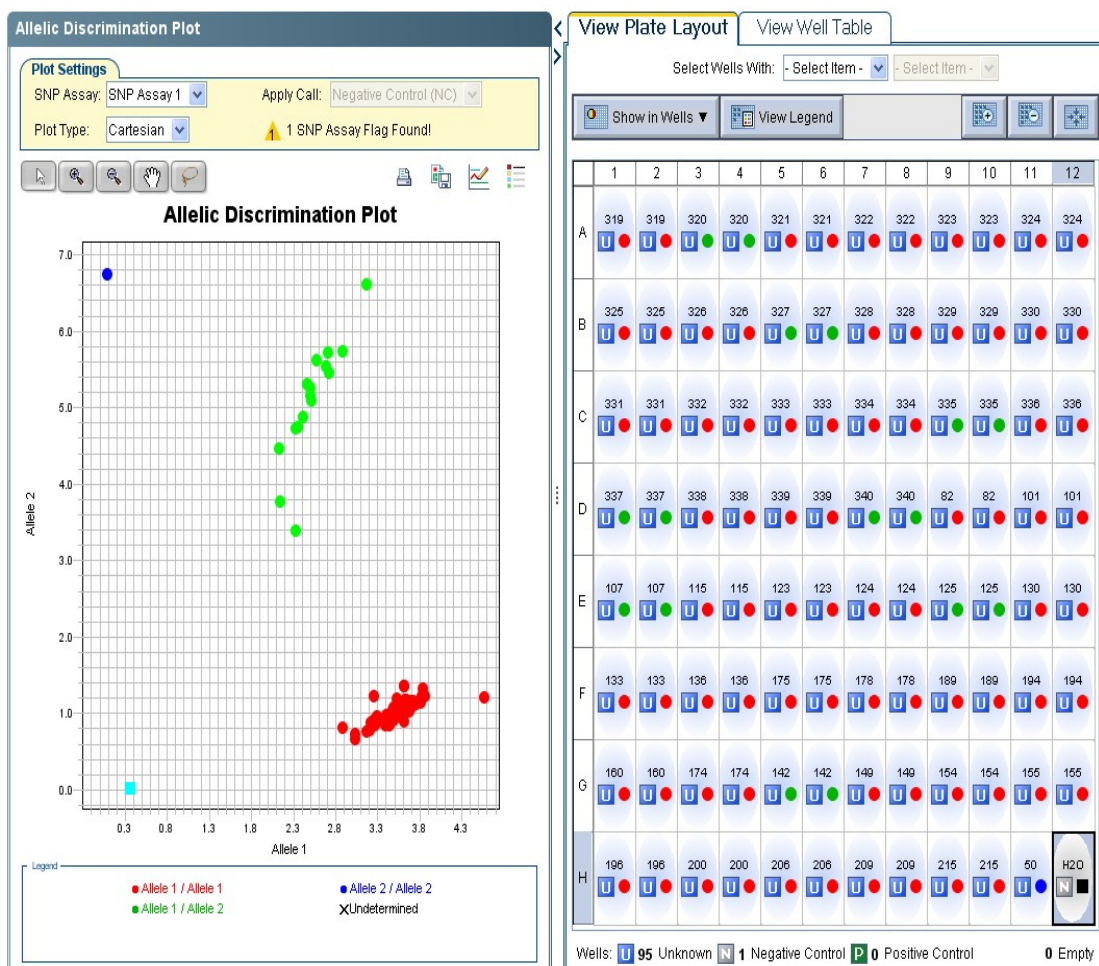 Allelic Discrimination Plot
Plot Settings
SNP Assay: SNP Assay 1 Apply Call: Negative Control (NC)
Plot Type: Cartesian 1 1 SNP Assay Flag Found!
Allelic Discrimination Plot
7.0
6.0
5.0
4.0
3.0
2.0
1.0
0.0
Allele 2
0.3 0.8 1.3 1.8 2.3 2.8 3.3 3.8 4.3
Allele 1
Legend
Allele 1 / Allele 1 Allele 2 / Allele 2
Allele 1 / Allele 2 XUndetermined
View Plate Layout View Well Table
Select Wells With: - Select Item - - Select Item -
Show in Wells ▼ View Legend
1 2 3 4 5 6 7 8 9 10 11 12
319 319 320 320 321 321 322 322 323 323 324 324
A U U U U U U U U U U U U
325 325 326 326 327 327 328 328 329 329 330 330
B U U U U U U U U U U U U
331 331 332 332 333 333 334 334 335 335 336 336
C U U U U U U U U U U U U
337 337 338 338 339 339 340 340 82 82 101 101
D U U U U U U U U U U U U
107 107 115 115 123 123 124 124 125 125 130 130
E U U U U U U U U U U U U
133 133 136 136 175 175 178 178 189 189 194 194
F U U U U U U U U U U U U
160 160 174 174 142 142 149 149 154 154 155 155
G U U U U U U U U U U U U
196 196 200 200 206 206 209 209 215 215 50 H2O
H U U U U U U U U U U U N
Wells: U 95 Unknown N 1 Negative Control P 0 Positive Control 0 Empty